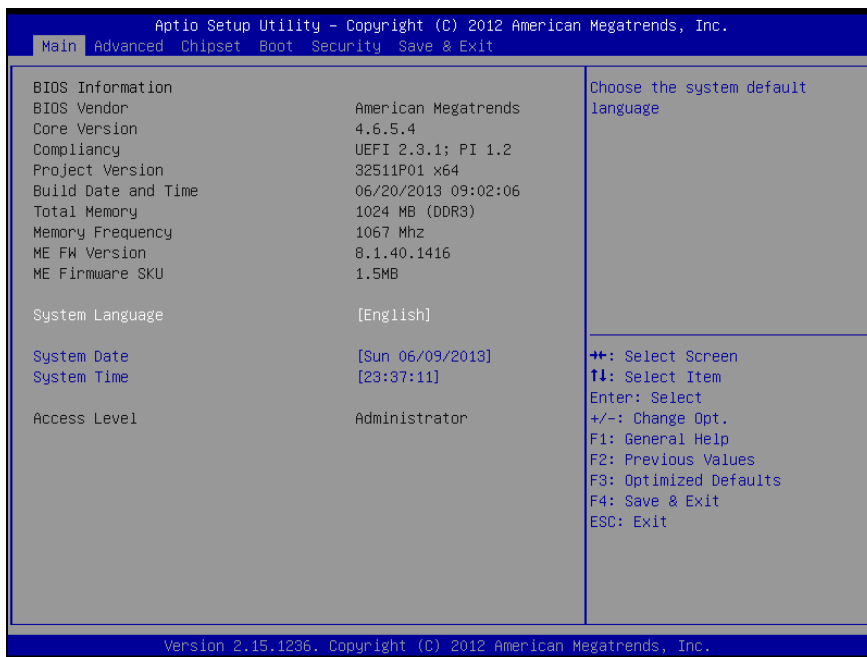 Aptio Setup Utility – Copyright (C) 2012 American Megatrends, Inc.
Main Advanced Chipset Boot Security Save & Exit
BIOS Information
BIOS Vendor American Megatrends
Core Version 4.6.5.4
Compliancy UEFI 2.3.1; PI 1.2
Project Version 32511P01 x64
Build Date and Time 06/20/2013 09:02:06
Total Memory 1024 MB (DDR3)
Memory Frequency 1067 Mhz
ME FW Version 8.1.40.1416
ME Firmware SKU 1.5MB
System Language [English]
System Date [Sun 06/09/2013]
System Time [23:37:11]
Access Level Administrator
Choose the system default
language
→←: Select Screen
↑↓: Select Item
Enter: Select
+/-: Change Opt.
F1: General Help
F2: Previous Values
F3: Optimized Defaults
F4: Save & Exit
ESC: Exit
Version 2.15.1236. Copyright (C) 2012 American Megatrends, Inc.